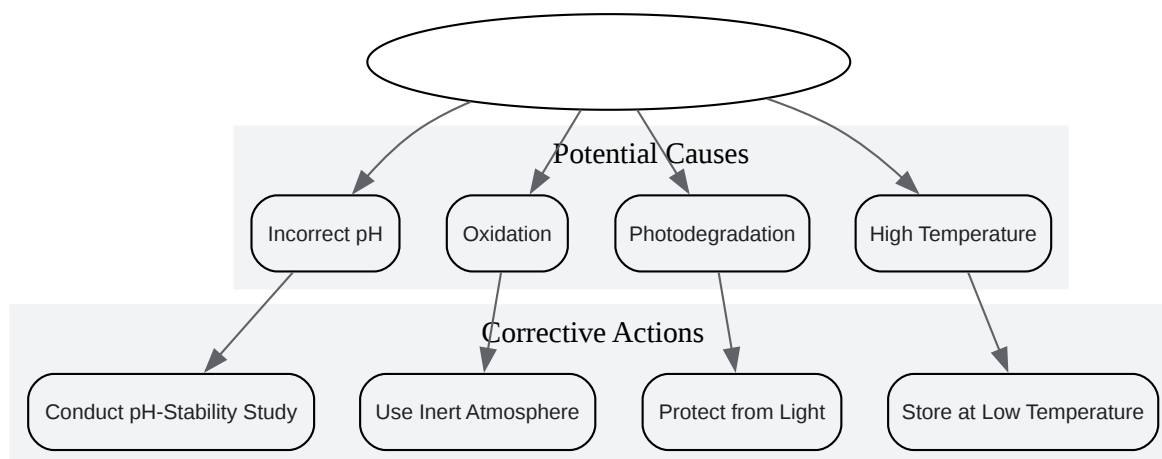 Potential Causes
Incorrect pH
Oxidation
Photodegradation
High Temperature
Corrective Actions
Conduct pH-Stability Study
Use Inert Atmosphere
Protect from Light
Store at Low Temperature